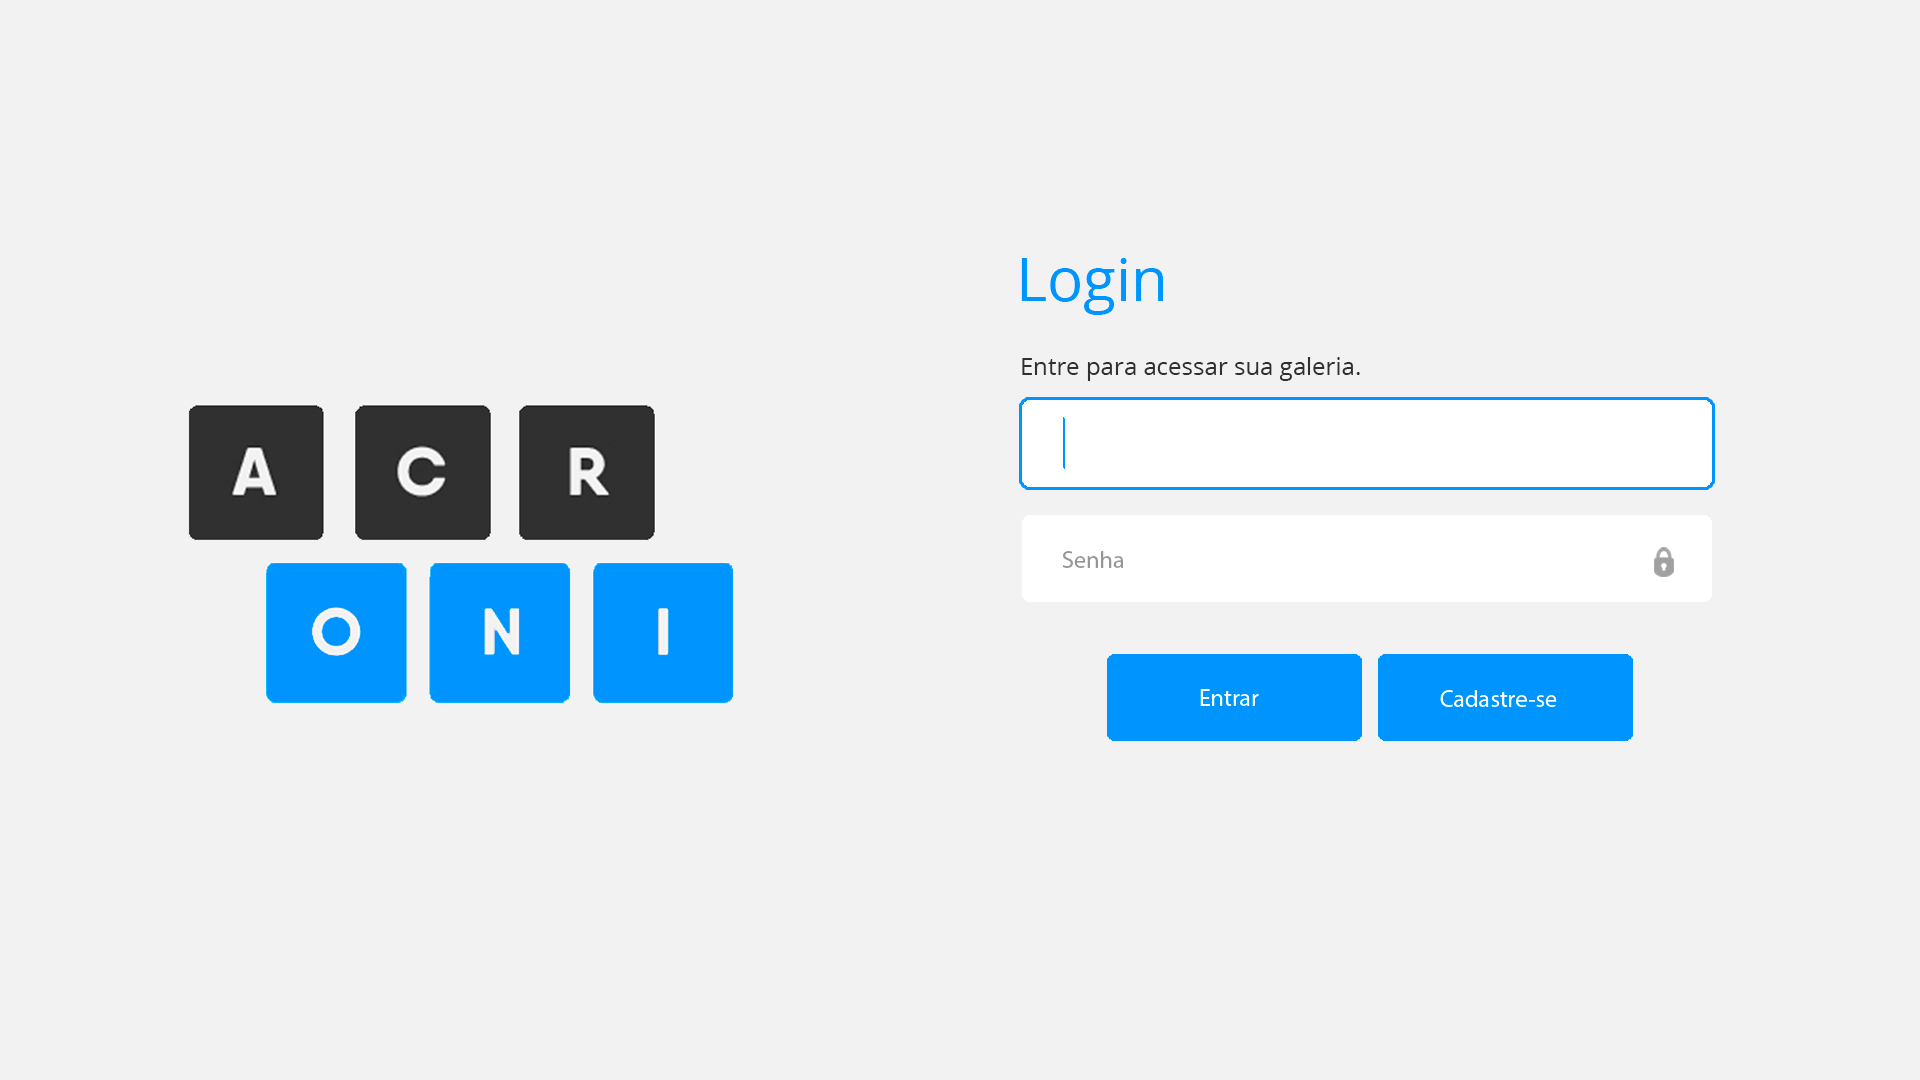 A C R
O N I
Login
Entre para acessar sua galeria.
Senha
Entrar
Cadastre-se